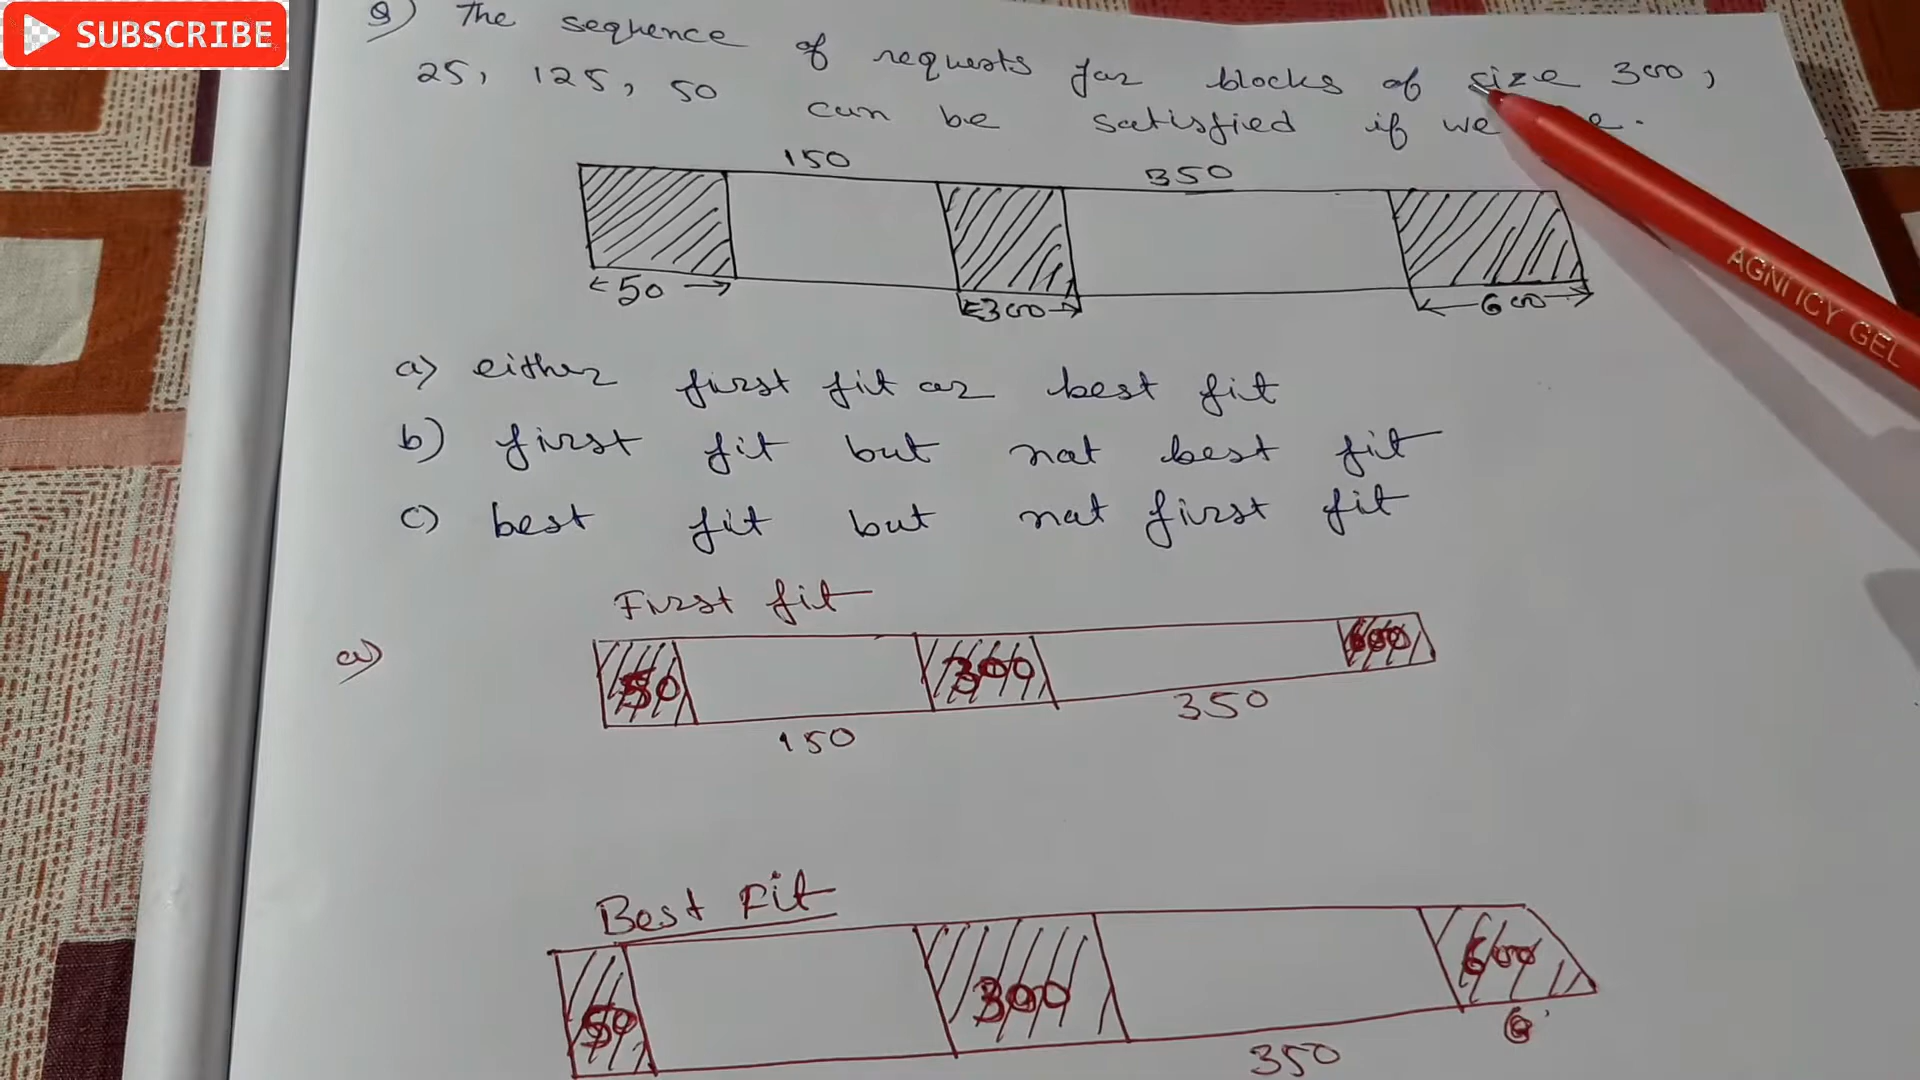 SUBSCRIBE
Q) The sequence of requests for blocks of size 300,
25, 125, 50 can be satisfied if we
150 350
50 300 600
a) either first fit or best fit
b) first fit but not best fit
c) best fit but not first fit
First fit
a)
50 300 600
150 350
Best Fit
50 300 600
350 6
AGNI ICY GEL